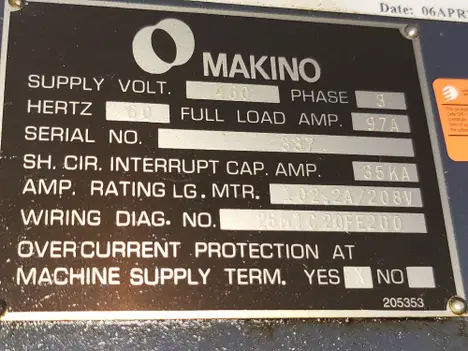 Date: 06APR
MAKINO
SUPPLY VOLT. 460 PHASE 3
HERTZ 60 FULL LOAD AMP. 97A
SERIAL NO. 337
SH. CIR. INTERRUPT CAP. AMP. 35KA
AMP. RATING LG. MTR. 102.2A/208V
WIRING DIAG. NO.
OVERCURRENT PROTECTION AT
MACHINE SUPPLY TERM. YES X NO
205353